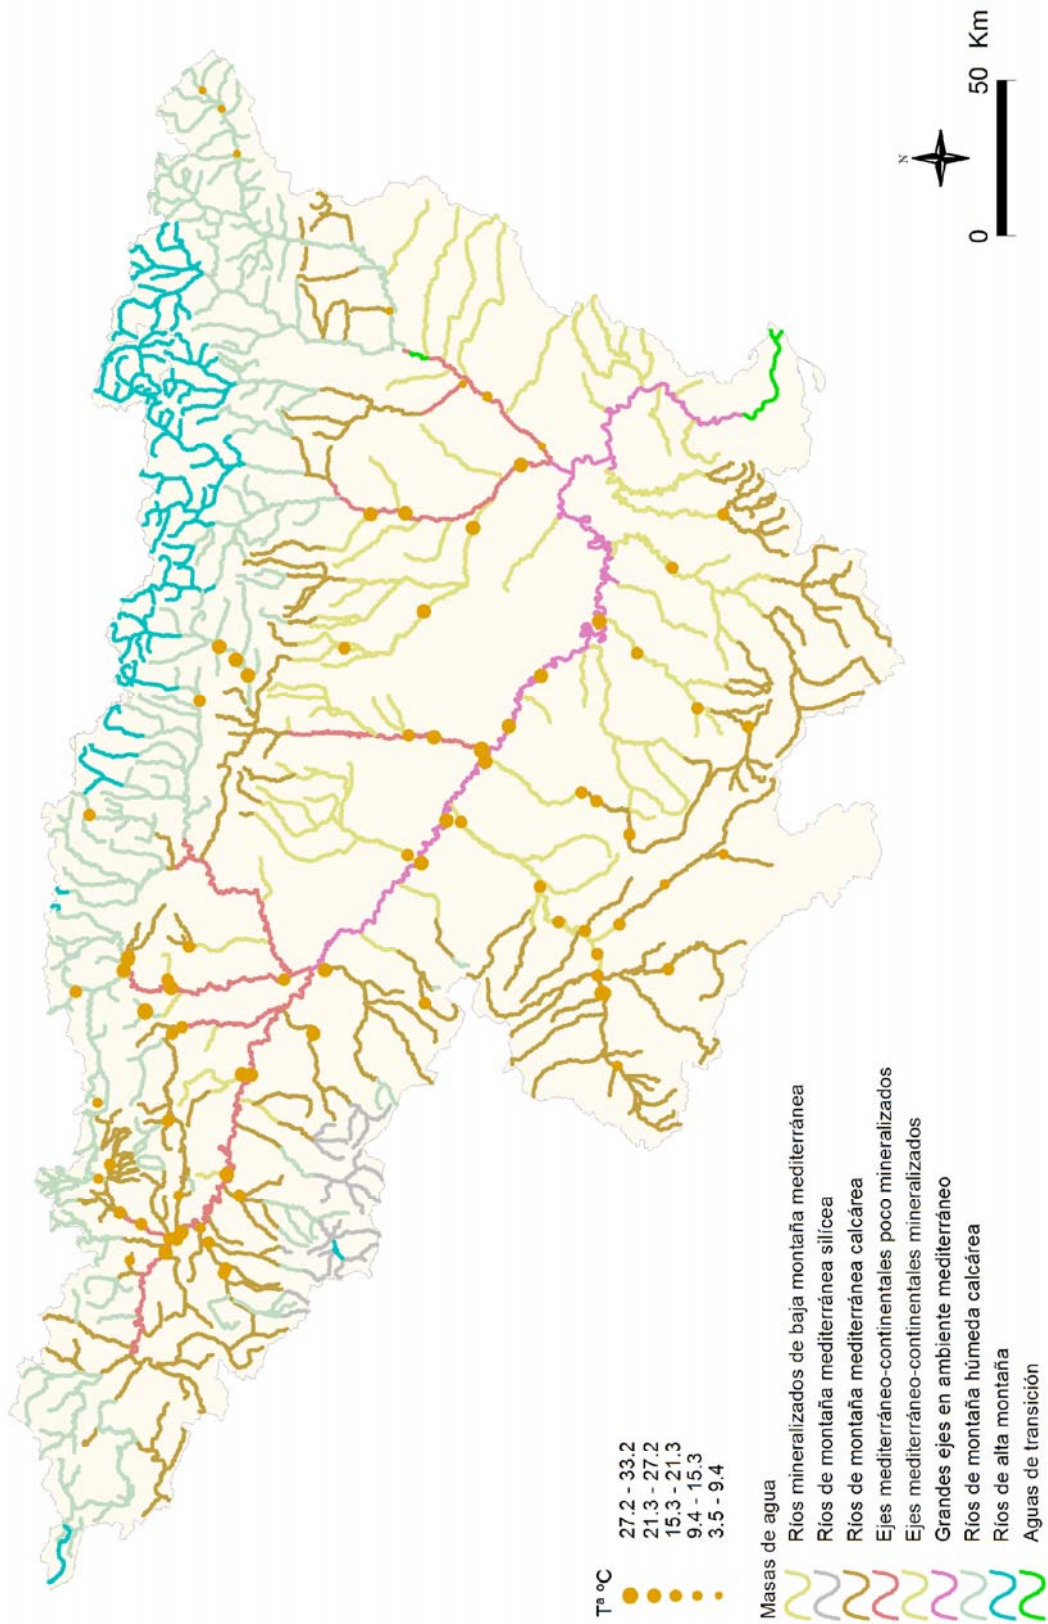 Tª ºC
27.2 - 33.2
21.3 - 27.2
15.3 - 21.3
9.4 - 15.3
3.5 - 9.4
Masas de agua
Ríos mineralizados de baja montaña mediterránea
Ríos de montaña mediterránea silícea
Ríos de montaña mediterránea calcárea
Ejes mediterráneo-continentales poco mineralizados
Ejes mediterráneo-continentales mineralizados
Grandes ejes en ambiente mediterráneo
Ríos de montaña húmeda calcárea
Ríos de alta montaña
Aguas de transición
N
0 50 Km